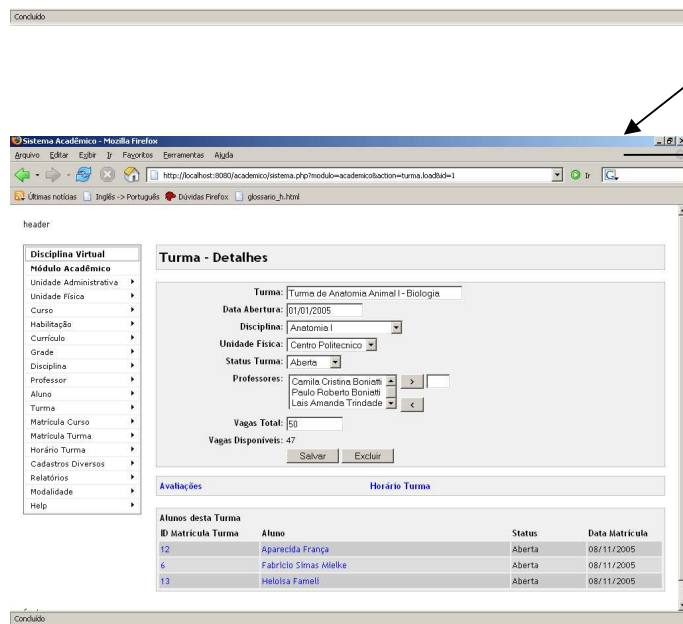 Concluído
Sistema Acadêmico - Mozilla Firefox
Arquivo Editar Exibir Ir Favoritos Ferramentas Ajuda
http://localhost:8080/academico/sistema.php?modulo=academico&action=turma.load&id=1 Ir
Últimas notícias Inglês -> Português Dúvidas Firefox glossario_h.html
header
Disciplina Virtual
Módulo Acadêmico
Unidade Administrativa
Unidade Física
Curso
Habilitação
Currículo
Grade
Disciplina
Professor
Aluno
Turma
Matrícula Curso
Matrícula Turma
Horário Turma
Cadastros Diversos
Relatórios
Modalidade
Help
Turma - Detalhes
Turma: Turma de Anatomia Animal I - Biologia
Data Abertura: 01/01/2005
Disciplina: Anatomia I
Unidade Física: Centro Politecnico
Status Turma: Aberta
Professores: Camila Cristina Boniatti >
Paulo Roberto Boniatti
Lais Amanda Trindade <
Vagas Total: 50
Vagas Disponíveis: 47
Salvar Excluir
Avaliações Horário Turma
Alunos desta Turma
ID Matrícula Turma Aluno Status Data Matrícula
12 Aparecida França Aberta 08/11/2005
6 Fabrício Simas Mielke Aberta 08/11/2005
13 Heloisa Fameli Aberta 08/11/2005
Concluído